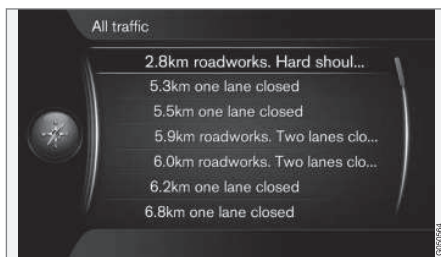 All traffic
2.8km roadworks. Hard shoul...
5.3km one lane closed
5.5km one lane closed
5.9km roadworks. Two lanes clo...
6.0km roadworks. Two lanes clo...
6.2km one lane closed
6.8km one lane closed
G050564